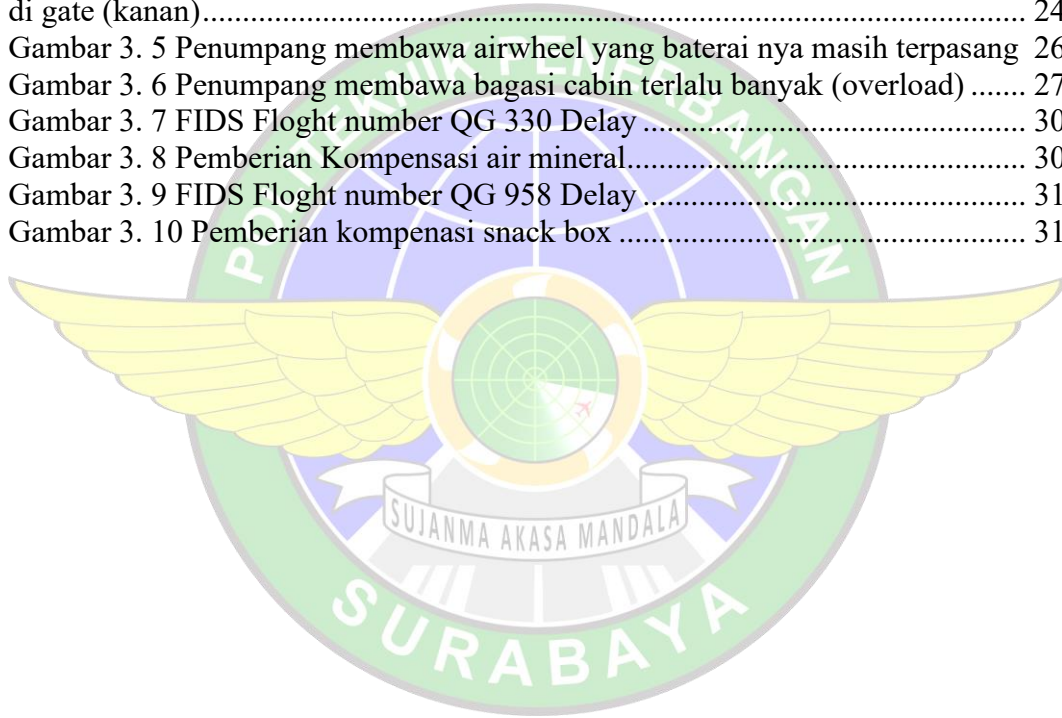 di gate (kanan)........................................................................................................ 24
Gambar 3. 5 Penumpang membawa airwheel yang baterai nya masih terpasang 26
Gambar 3. 6 Penumpang membawa bagasi cabin terlalu banyak (overload) ....... 27
Gambar 3. 7 FIDS Floght number QG 330 Delay ................................................ 30
Gambar 3. 8 Pemberian Kompensasi air mineral.................................................. 30
Gambar 3. 9 FIDS Floght number QG 958 Delay ................................................ 31
Gambar 3. 10 Pemberian kompenasi snack box ................................................... 31
POLITEKNIK PENERBANGAN
SUJANMA AKASA MANDALA
SURABAYA